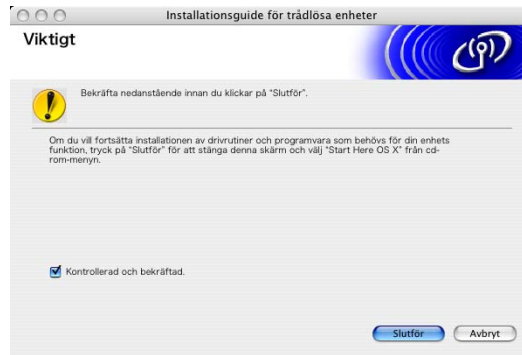 Installationsguide för trådlösa enheter
Viktigt
Bekräfta nedanstående innan du klickar på "Slutför".
Om du vill fortsätta installationen av drivrutiner och programvara som behövs för din enhets
funktion, tryck på "Slutför" för att stänga denna skärm och välj "Start Here OS X" från cd-
rom-menyn.
Kontrollerad och bekräftad.
Slutför
Avbryt